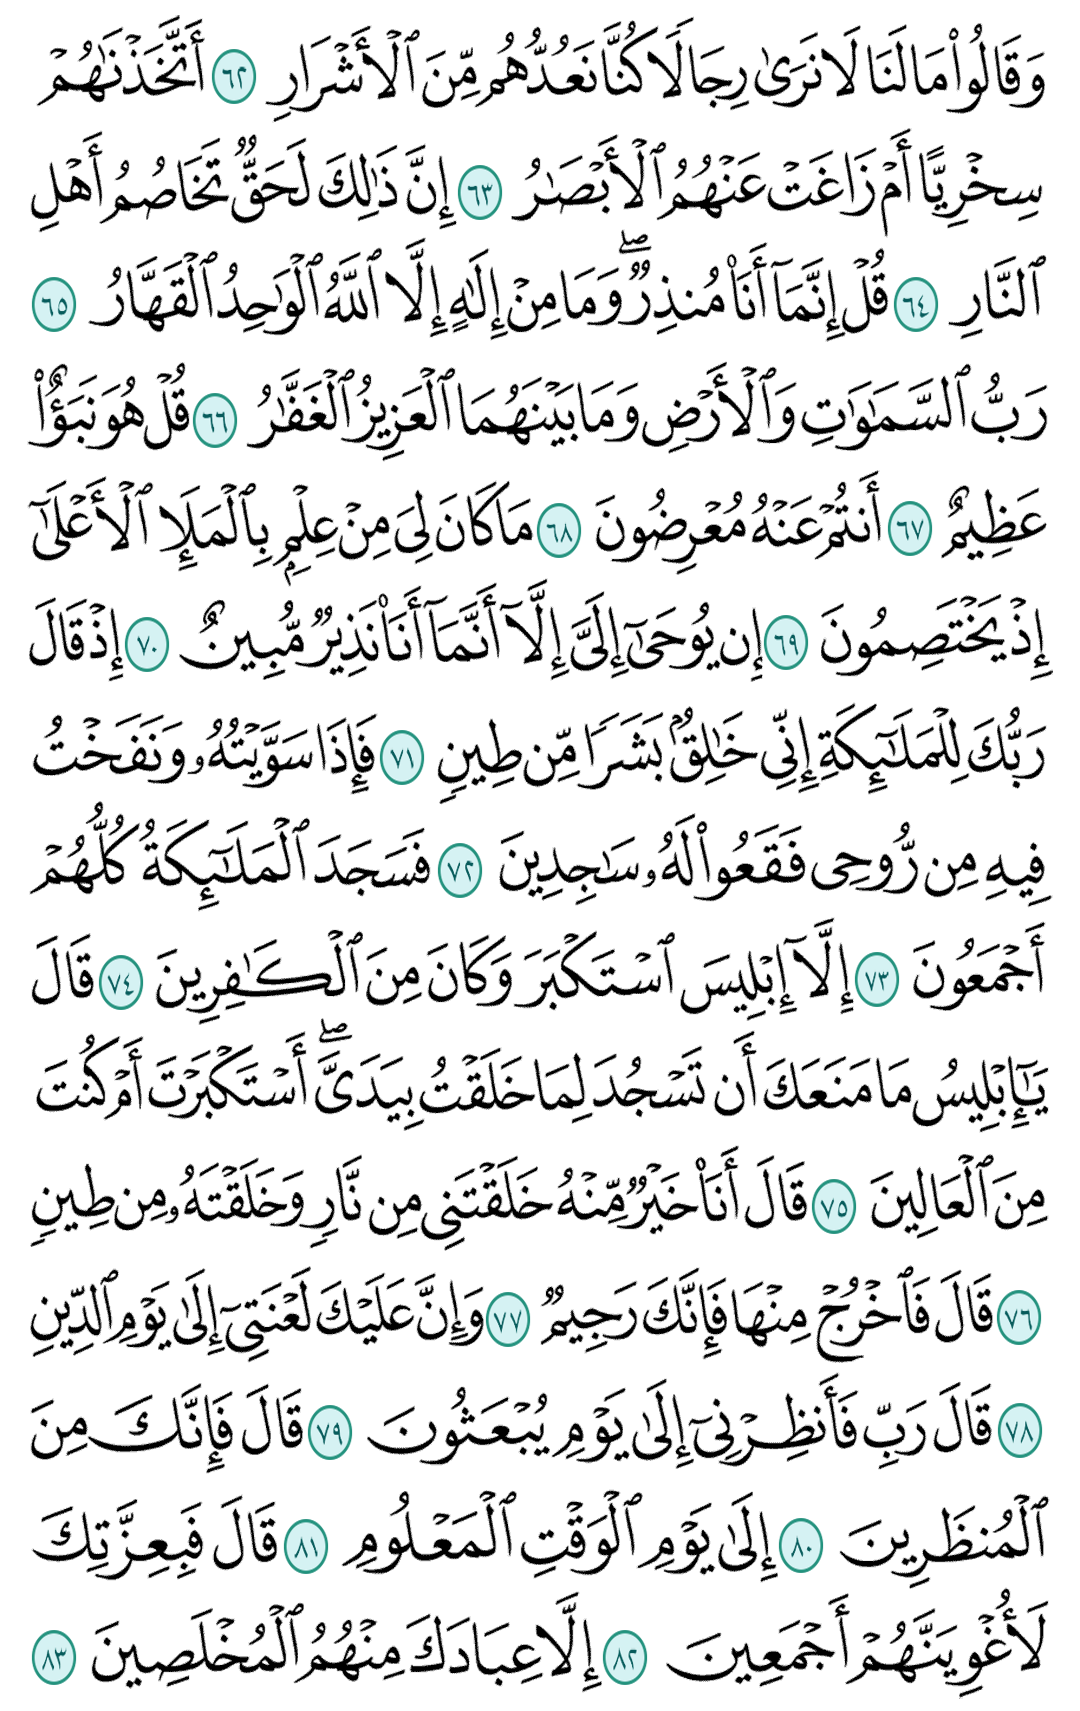 وَقَالُوا۟ مَا لَنَا لَا نَرَىٰ رِجَالًا كُنَّا نَعُدُّهُم مِّنَ ٱلْأَشْرَارِ ٦٢ أَتَّخَذْنَٰهُمْ
سِخْرِيًّا أَمْ زَاغَتْ عَنْهُمُ ٱلْأَبْصَٰرُ ٦٣ إِنَّ ذَٰلِكَ لَحَقٌّ تَخَاصُمُ أَهْلِ
ٱلنَّارِ ٦٤ قُلْ إِنَّمَآ أَنَا۠ مُنذِرٌ ۖ وَمَا مِنْ إِلَٰهٍ إِلَّا ٱللَّهُ ٱلْوَٰحِدُ ٱلْقَهَّارُ ٦٥
رَبُّ ٱلسَّمَٰوَٰتِ وَٱلْأَرْضِ وَمَا بَيْنَهُمَا ٱلْعَزِيزُ ٱلْغَفَّٰرُ ٦٦ قُلْ هُوَ نَبَؤٌا۟
عَظِيمٌ ٦٧ أَنتُمْ عَنْهُ مُعْرِضُونَ ٦٨ مَا كَانَ لِىَ مِنْ عِلْمٍۭ بِٱلْمَلَإِ ٱلْأَعْلَىٰٓ
إِذْ يَخْتَصِمُونَ ٦٩ إِن يُوحَىٰٓ إِلَىَّ إِلَّآ أَنَّمَآ أَنَا۠ نَذِيرٌ مُّبِينٌ ٧٠ إِذْ قَالَ
رَبُّكَ لِلْمَلَٰٓئِكَةِ إِنِّى خَٰلِقٌۢ بَشَرًا مِّن طِينٍ ٧١ فَإِذَا سَوَّيْتُهُۥ وَنَفَخْتُ
فِيهِ مِن رُّوحِى فَقَعُوا۟ لَهُۥ سَٰجِدِينَ ٧٢ فَسَجَدَ ٱلْمَلَٰٓئِكَةُ كُلُّهُمْ
أَجْمَعُونَ ٧٣ إِلَّآ إِبْلِيسَ ٱسْتَكْبَرَ وَكَانَ مِنَ ٱلْكَٰفِرِينَ ٧٤ قَالَ
يَٰٓإِبْلِيسُ مَا مَنَعَكَ أَن تَسْجُدَ لِمَا خَلَقْتُ بِيَدَىَّ ۖ أَسْتَكْبَرْتَ أَمْ كُنتَ
مِنَ ٱلْعَالِينَ ٧٥ قَالَ أَنَا۠ خَيْرٌ مِّنْهُ ۖ خَلَقْتَنِى مِن نَّارٍ وَخَلَقْتَهُۥ مِن طِينٍ
٧٦ قَالَ فَٱخْرُجْ مِنْهَا فَإِنَّكَ رَجِيمٌ ٧٧ وَإِنَّ عَلَيْكَ لَعْنَتِىٓ إِلَىٰ يَوْمِ ٱلدِّينِ
٧٨ قَالَ رَبِّ فَأَنظِرْنِىٓ إِلَىٰ يَوْمِ يُبْعَثُونَ ٧٩ قَالَ فَإِنَّكَ مِنَ
ٱلْمُنظَرِينَ ٨٠ إِلَىٰ يَوْمِ ٱلْوَقْتِ ٱلْمَعْلُومِ ٨١ قَالَ فَبِعِزَّتِكَ
لَأُغْوِيَنَّهُمْ أَجْمَعِينَ ٨٢ إِلَّا عِبَادَكَ مِنْهُمُ ٱلْمُخْلَصِينَ ٨٣